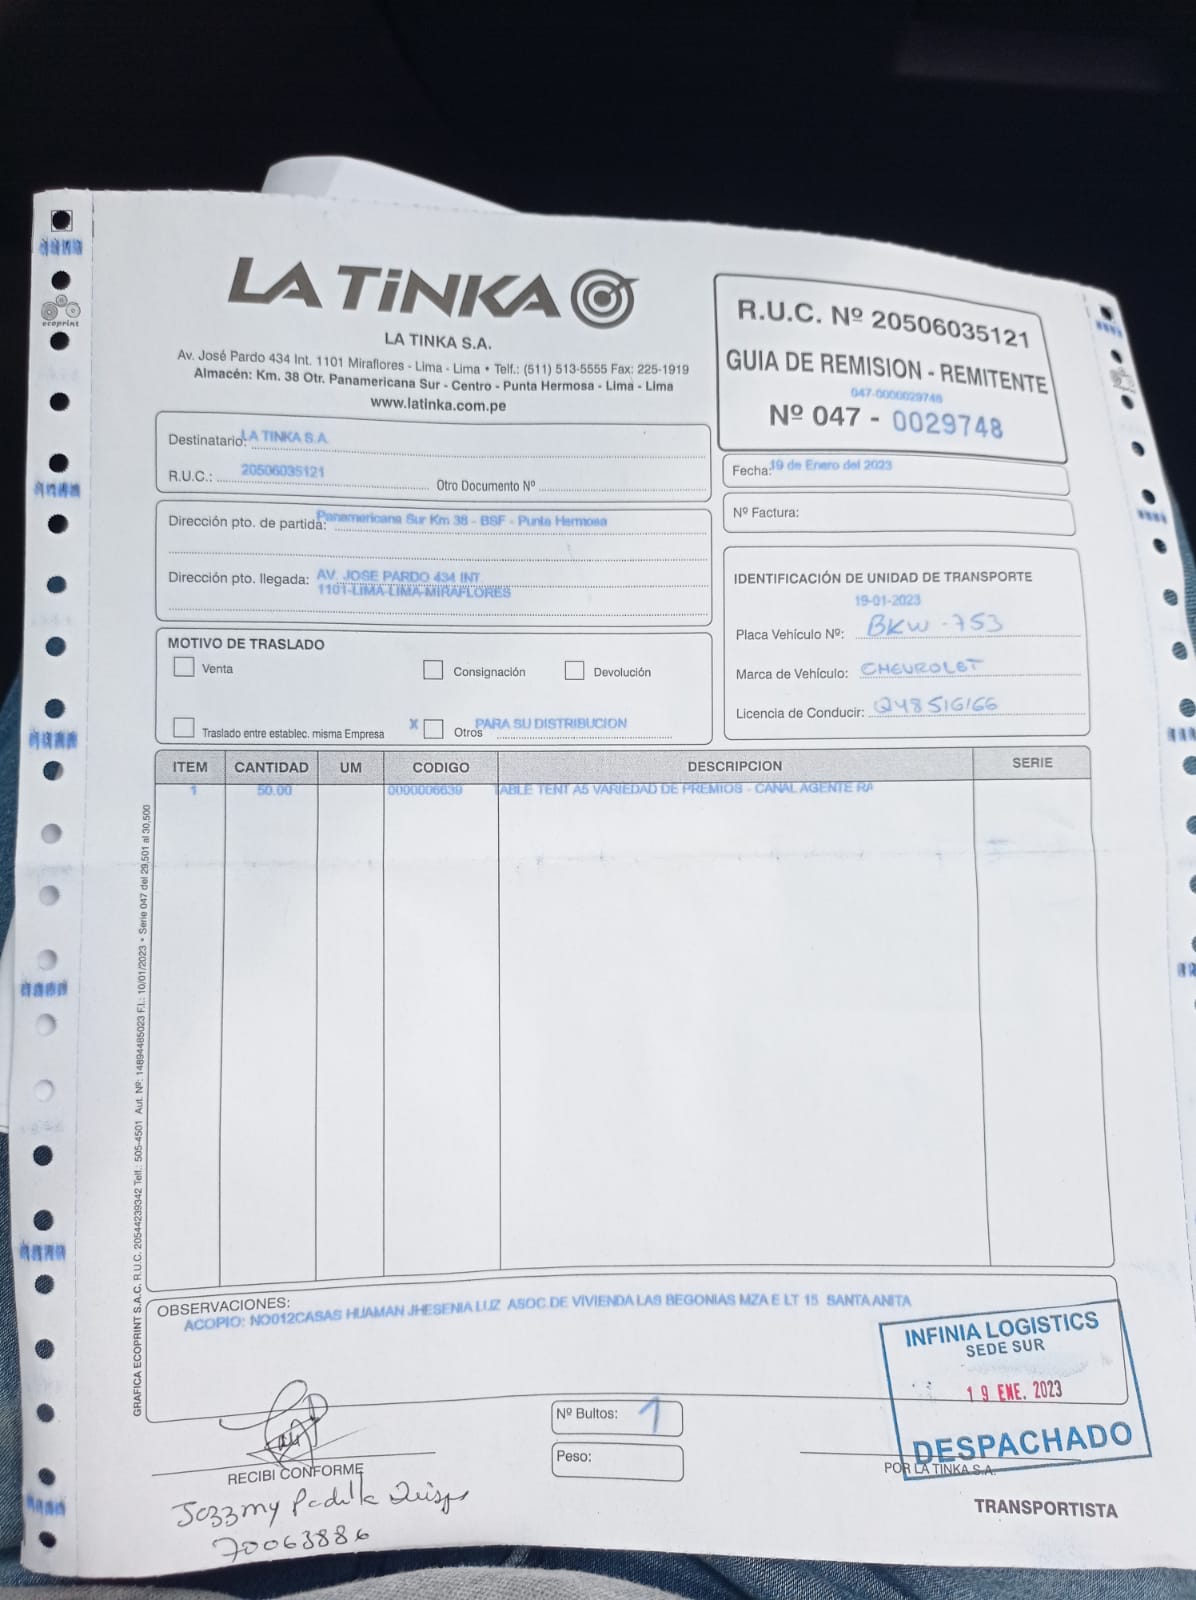 LA TiNKA
LA TINKA S.A.
Av. José Pardo 434 Int. 1101 Miraflores - Lima - Lima • Telf.: (511) 513-5555 Fax: 225-1919
Almacén: Km. 38 Otr. Panamericana Sur - Centro - Punta Hermosa - Lima - Lima
www.latinka.com.pe
R.U.C. Nº 20506035121
GUIA DE REMISION - REMITENTE
047-0000029748
Nº 047 - 0029748
ecoprint
Destinatario: LA TINKA S.A.
R.U.C.: 20506035121 Otro Documento Nº
Fecha: 19 de Enero del 2023
Nº Factura:
Dirección pto. de partida: Panamericana Sur Km 38 - BSF - Punta Hermosa
Dirección pto. llegada: AV. JOSE PARDO 434 INT.
1101-LIMA-LIMA-MIRAFLORES
IDENTIFICACIÓN DE UNIDAD DE TRANSPORTE
19-01-2023
Placa Vehículo Nº: BKW-753
Marca de Vehículo: CHEVROLET
Licencia de Conducir: Q48516166
MOTIVO DE TRASLADO
Venta Consignación Devolución
Traslado entre establec. misma Empresa X Otros PARA SU DISTRIBUCION
ITEM CANTIDAD UM CODIGO DESCRIPCION SERIE
1 50.00 0000006639 TABLE TENT A5 VARIEDAD DE PREMIOS - CANAL AGENTE RA
GRAFICA ECOPRINT S.A.C. R.U.C. 20544239342 Telf.: 505-4501 Aut. Nº: 14894485023 F.I.: 10/01/2023 • Serie 047 del 29,501 al 30,500
OBSERVACIONES:
ACOPIO: NO012CASAS HUAMAN JHESENIA LUZ ASOC.DE VIVIENDA LAS BEGONIAS MZA E LT 15 SANTA ANITA
INFINIA LOGISTICS
SEDE SUR
19 ENE. 2023
DESPACHADO
Nº Bultos: 1
Peso:
RECIBI CONFORME
POR LA TINKA S.A.
Jozzmy Padilla Quispe
70063886
TRANSPORTISTA